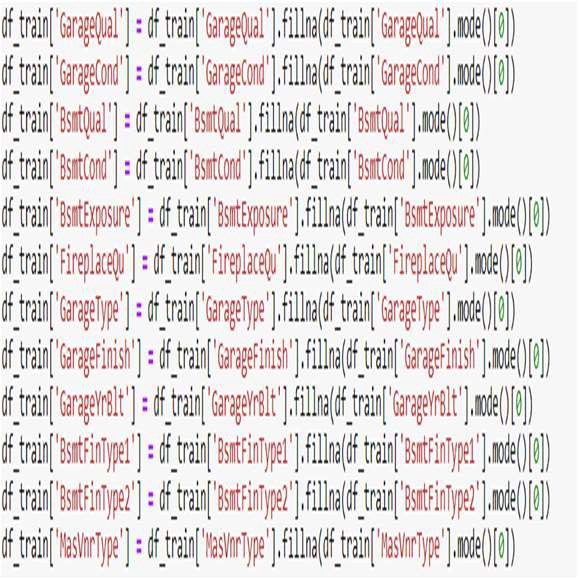 df_train['GarageQual'] = df_train['GarageQual'].fillna(df_train['GarageQual'].mode()[0])
df_train['GarageCond'] = df_train['GarageCond'].fillna(df_train['GarageCond'].mode()[0])
df_train['BsmtQual'] = df_train['BsmtQual'].fillna(df_train['BsmtQual'].mode()[0])
df_train['BsmtCond'] = df_train['BsmtCond'].fillna(df_train['BsmtCond'].mode()[0])
df_train['BsmtExposure'] = df_train['BsmtExposure'].fillna(df_train['BsmtExposure'].mode()[0])
df_train['FireplaceQu'] = df_train['FireplaceQu'].fillna(df_train['FireplaceQu'].mode()[0])
df_train['GarageType'] = df_train['GarageType'].fillna(df_train['GarageType'].mode()[0])
df_train['GarageFinish'] = df_train['GarageFinish'].fillna(df_train['GarageFinish'].mode()[0])
df_train['GarageYrBlt'] = df_train['GarageYrBlt'].fillna(df_train['GarageYrBlt'].mode()[0])
df_train['BsmtFinType1'] = df_train['BsmtFinType1'].fillna(df_train['BsmtFinType1'].mode()[0])
df_train['BsmtFinType2'] = df_train['BsmtFinType2'].fillna(df_train['BsmtFinType2'].mode()[0])
df_train['MasVnrType'] = df_train['MasVnrType'].fillna(df_train['MasVnrType'].mode()[0])